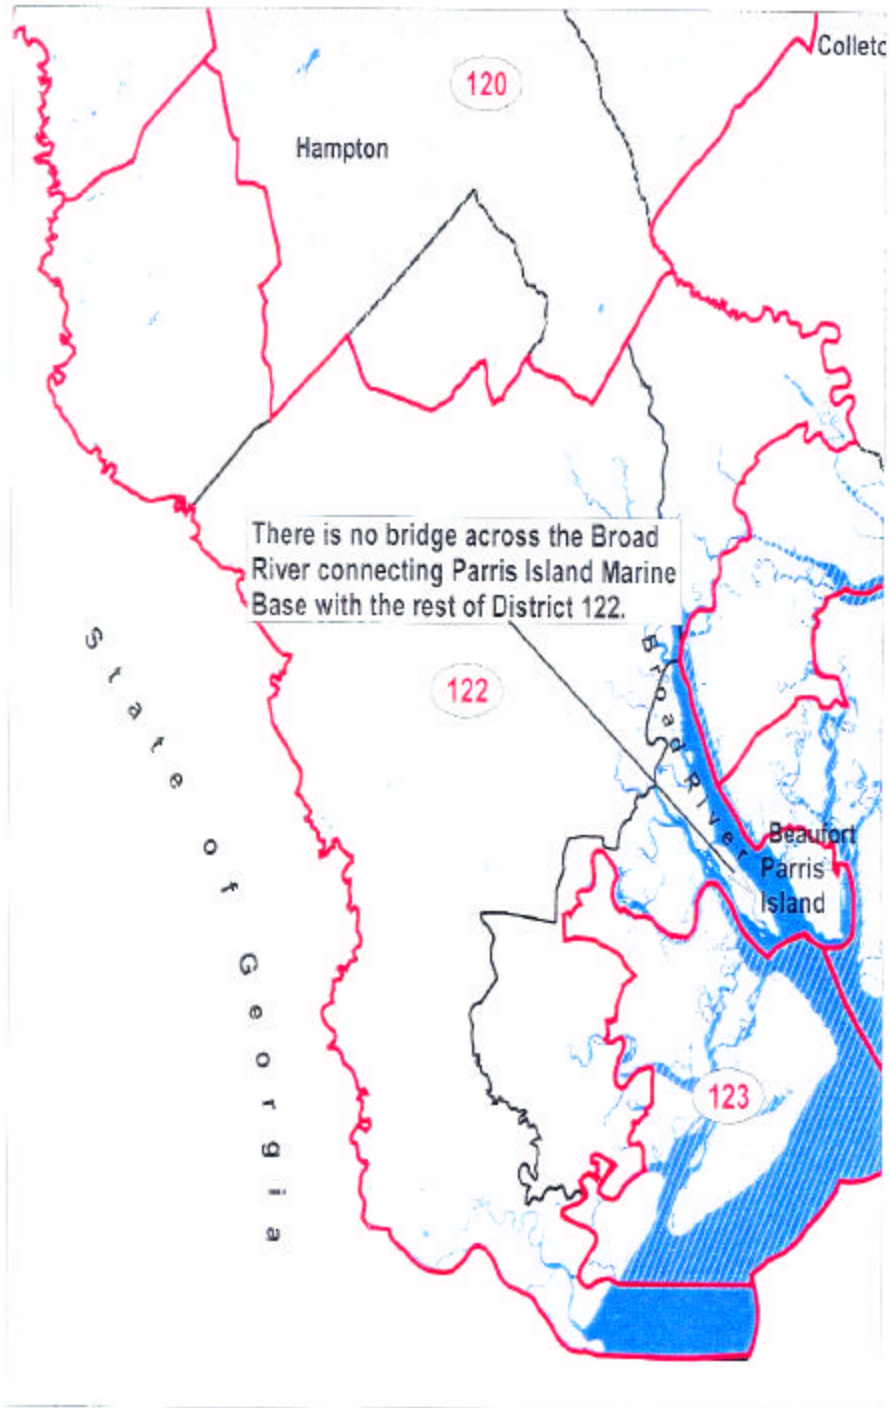 Colletc
120
Hampton
There is no bridge across the Broad
River connecting Parris Island Marine
Base with the rest of District 122.
State of Georgia
122
Broad River
Beaufort
Parris
Island
123